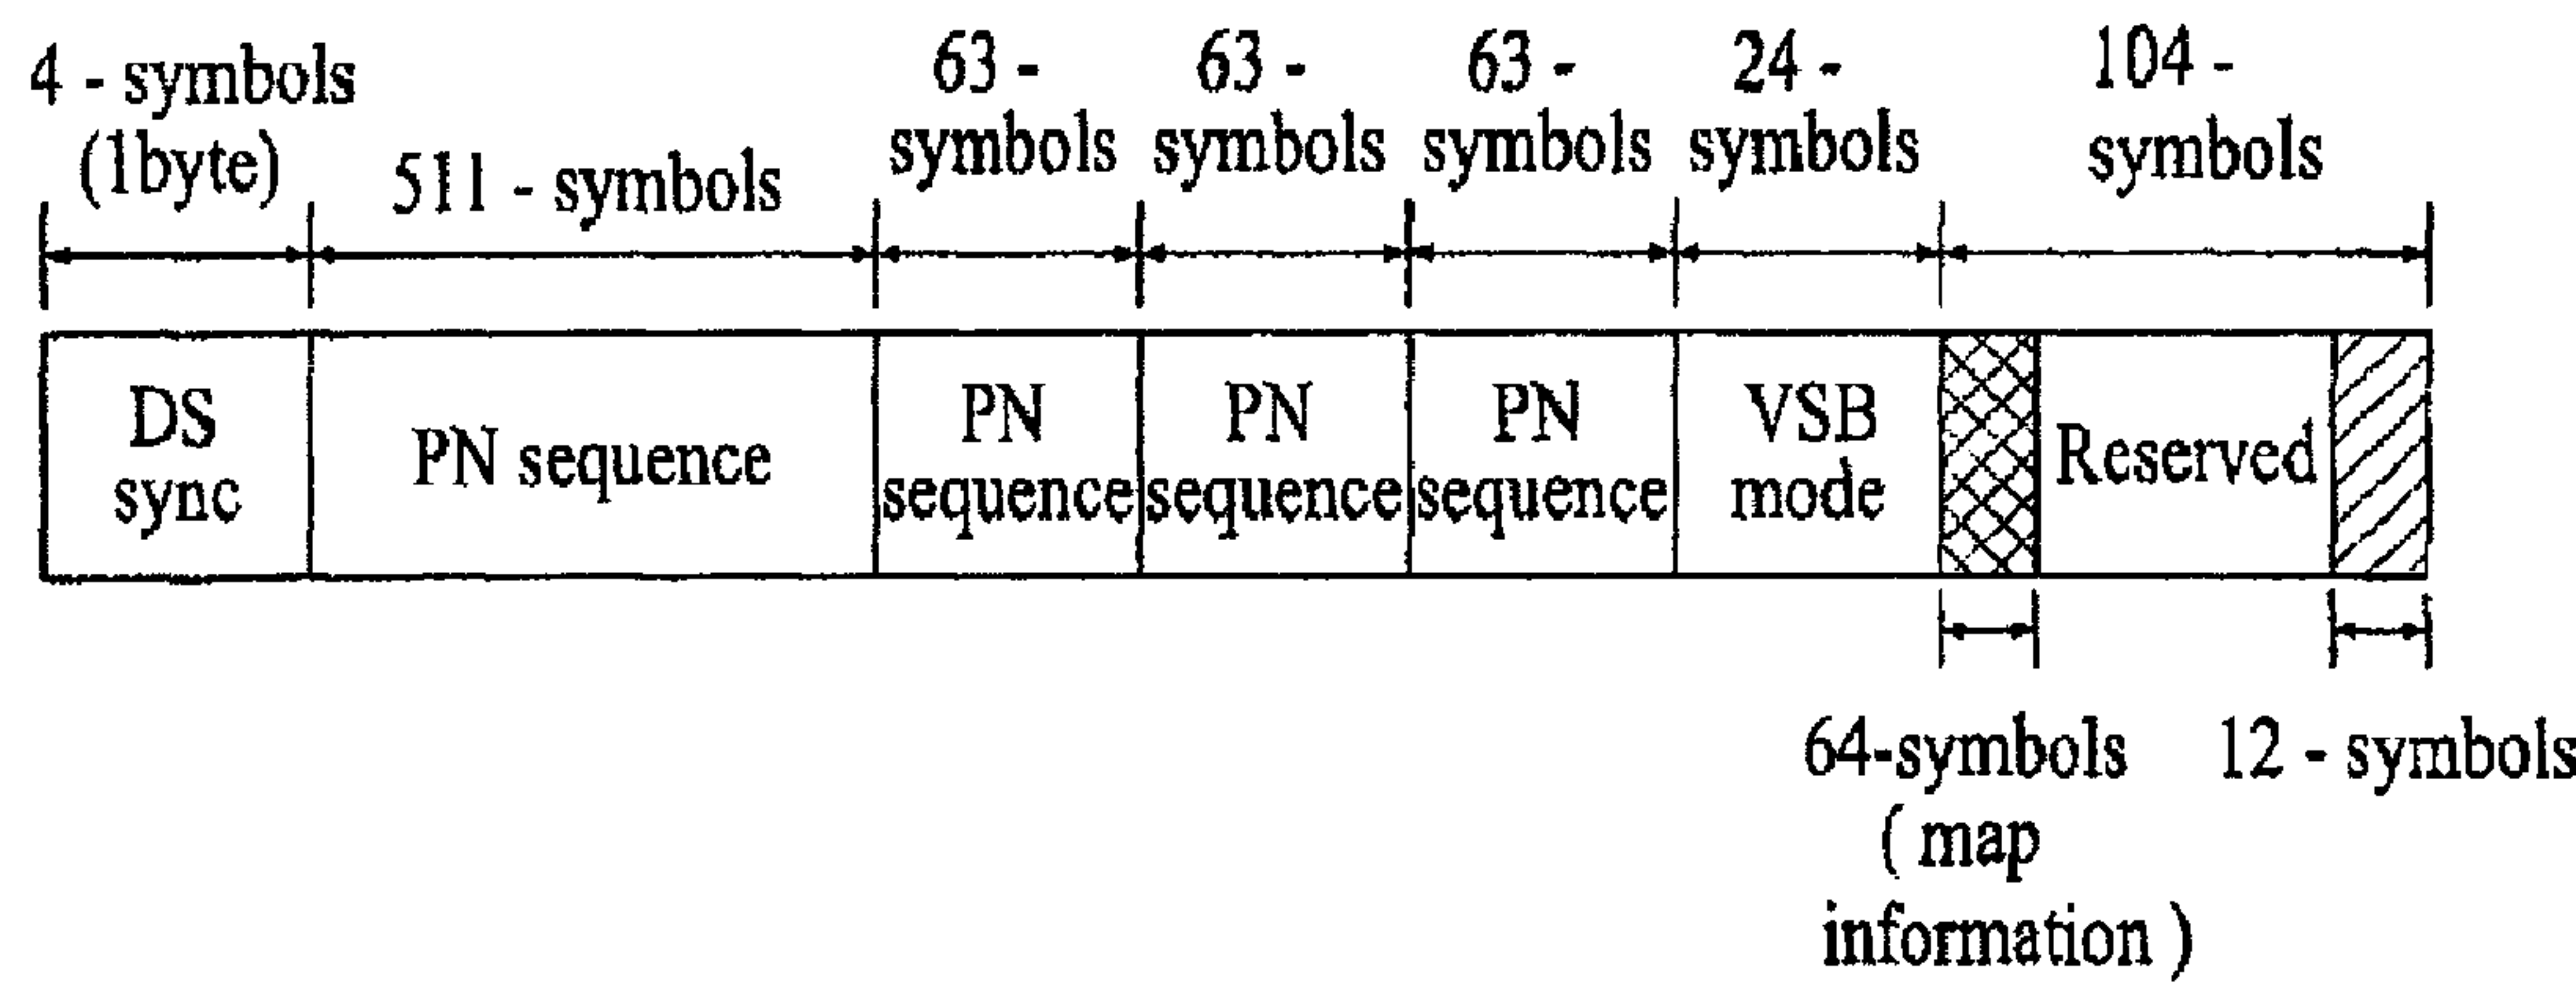 4 - symbols
(1byte)
511 - symbols
63 -
symbols
63 -
symbols
63 -
symbols
24 -
symbols
104 -
symbols
DS
sync
PN sequence
PN
sequence
PN
sequence
PN
sequence
VSB
mode
Reserved
64-symbols
( map
information )
12 - symbols